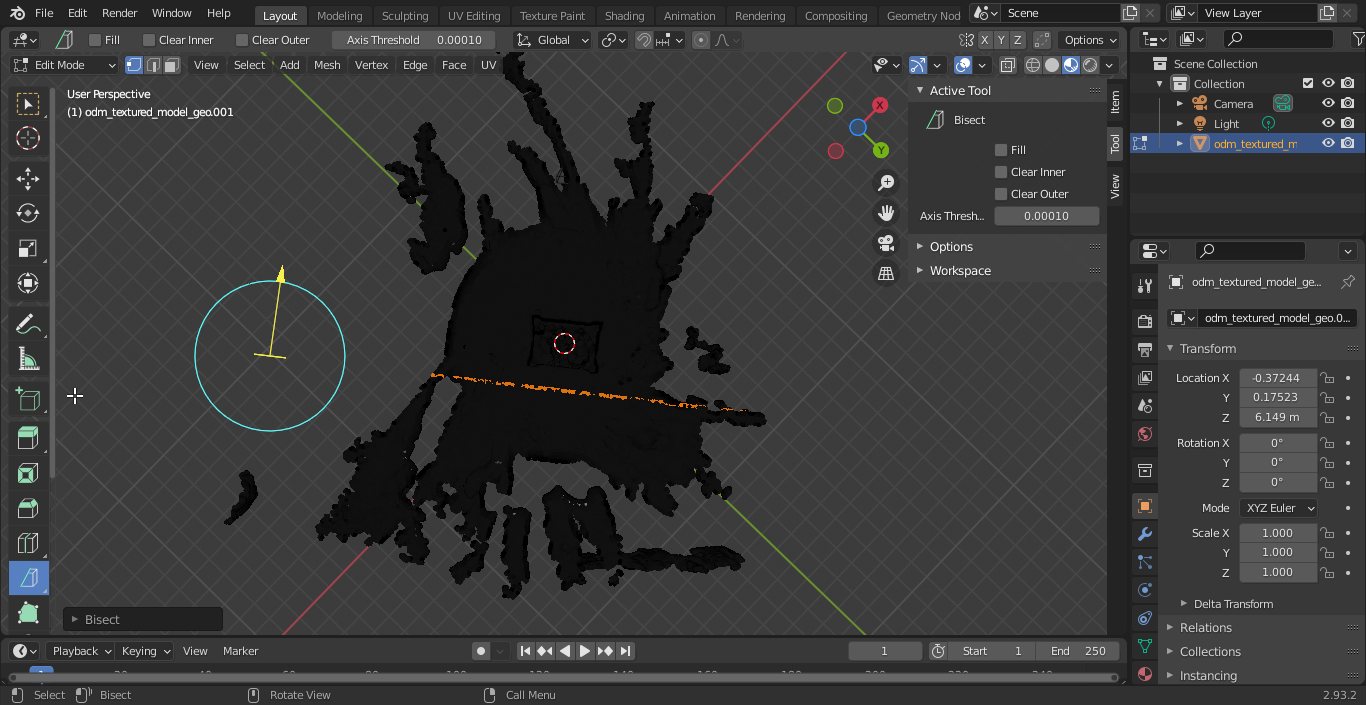 File Edit Render Window Help Layout Modeling Sculpting UV Editing Texture Paint Shading Animation Rendering Compositing Geometry Nod Scene View Layer
Fill Clear Inner Clear Outer Axis Threshold 0.00010 Global X Y Z Options
Edit Mode View Select Add Mesh Vertex Edge Face UV
User Perspective
(1) odm_textured_model_geo.001
X
Y
Active Tool
Bisect
Fill
Clear Inner
Clear Outer
Axis Thresh... 0.00010
Options
Workspace
Item
Tool
View
Scene Collection
Collection
Camera
Light
odm_textured_m
odm_textured_model_ge...
odm_textured_model_geo.0...
Transform
Location X -0.37244
Y 0.17523
Z 6.149 m
Rotation X 0°
Y 0°
Z 0°
Mode XYZ Euler
Scale X 1.000
Y 1.000
Z 1.000
Delta Transform
Relations
Collections
Instancing
Bisect
Playback Keying View Marker 1 Start 1 End 250
Select Bisect Rotate View Call Menu 2.93.2